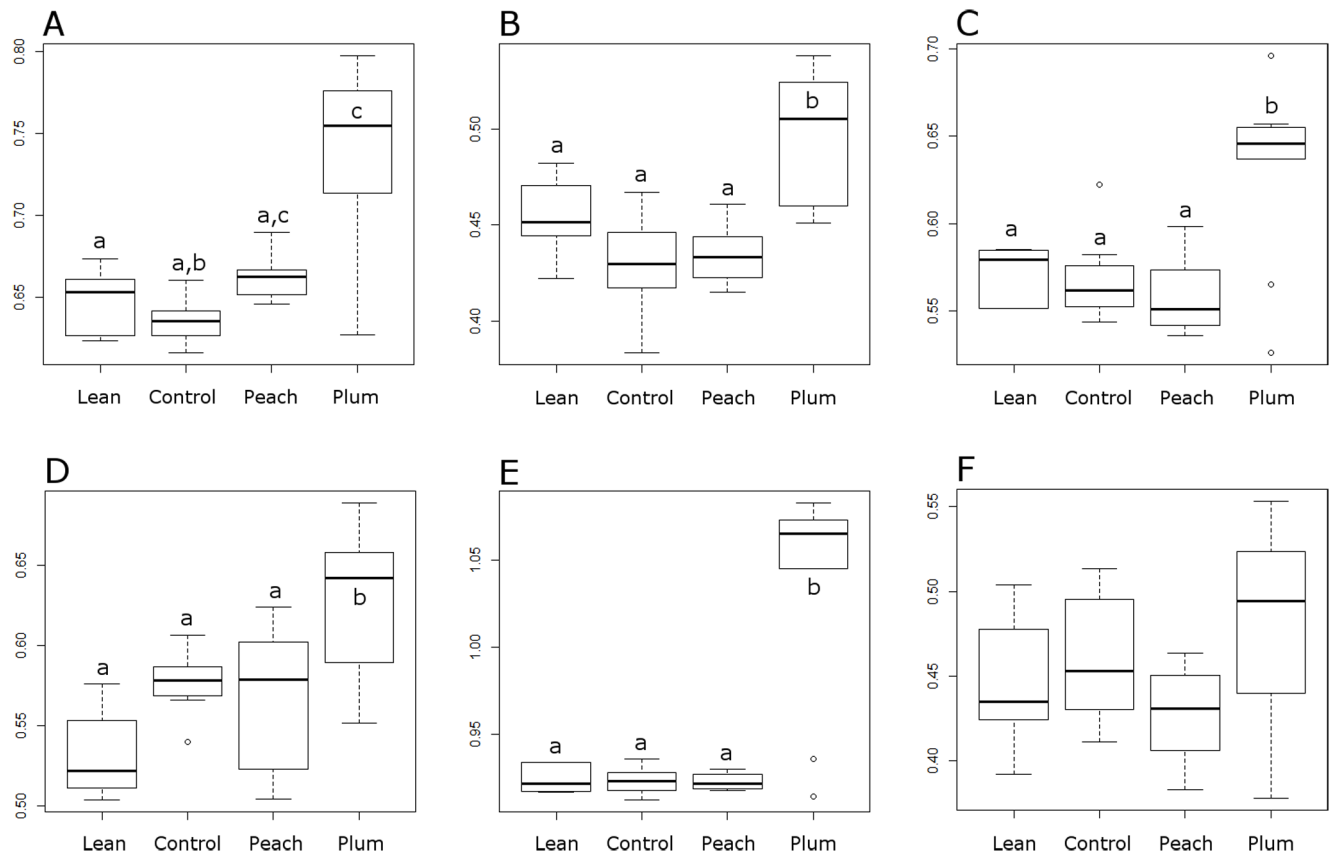 A
0.80
0.75
0.70
0.65
a
a,b
a,c
c
Lean Control Peach Plum
B
0.50
0.45
0.40
a
a
a
b
Lean Control Peach Plum
C
0.70
0.65
0.60
0.55
a
a
a
b
Lean Control Peach Plum
D
0.65
0.60
0.55
0.50
a
a
a
b
Lean Control Peach Plum
E
1.05
1.00
0.95
a
a
a
b
Lean Control Peach Plum
F
0.55
0.50
0.45
0.40
Lean Control Peach Plum